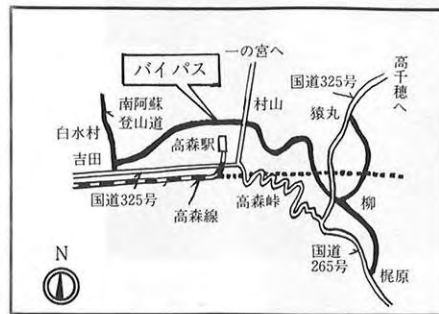 一の宮へ
高千穂へ
国道325号
バイパス
南阿蘇
登山道
村山
猿丸
白水村
高森駅
吉田
国道325号
高森峠
柳
高森線
国道
265号
梶原
N